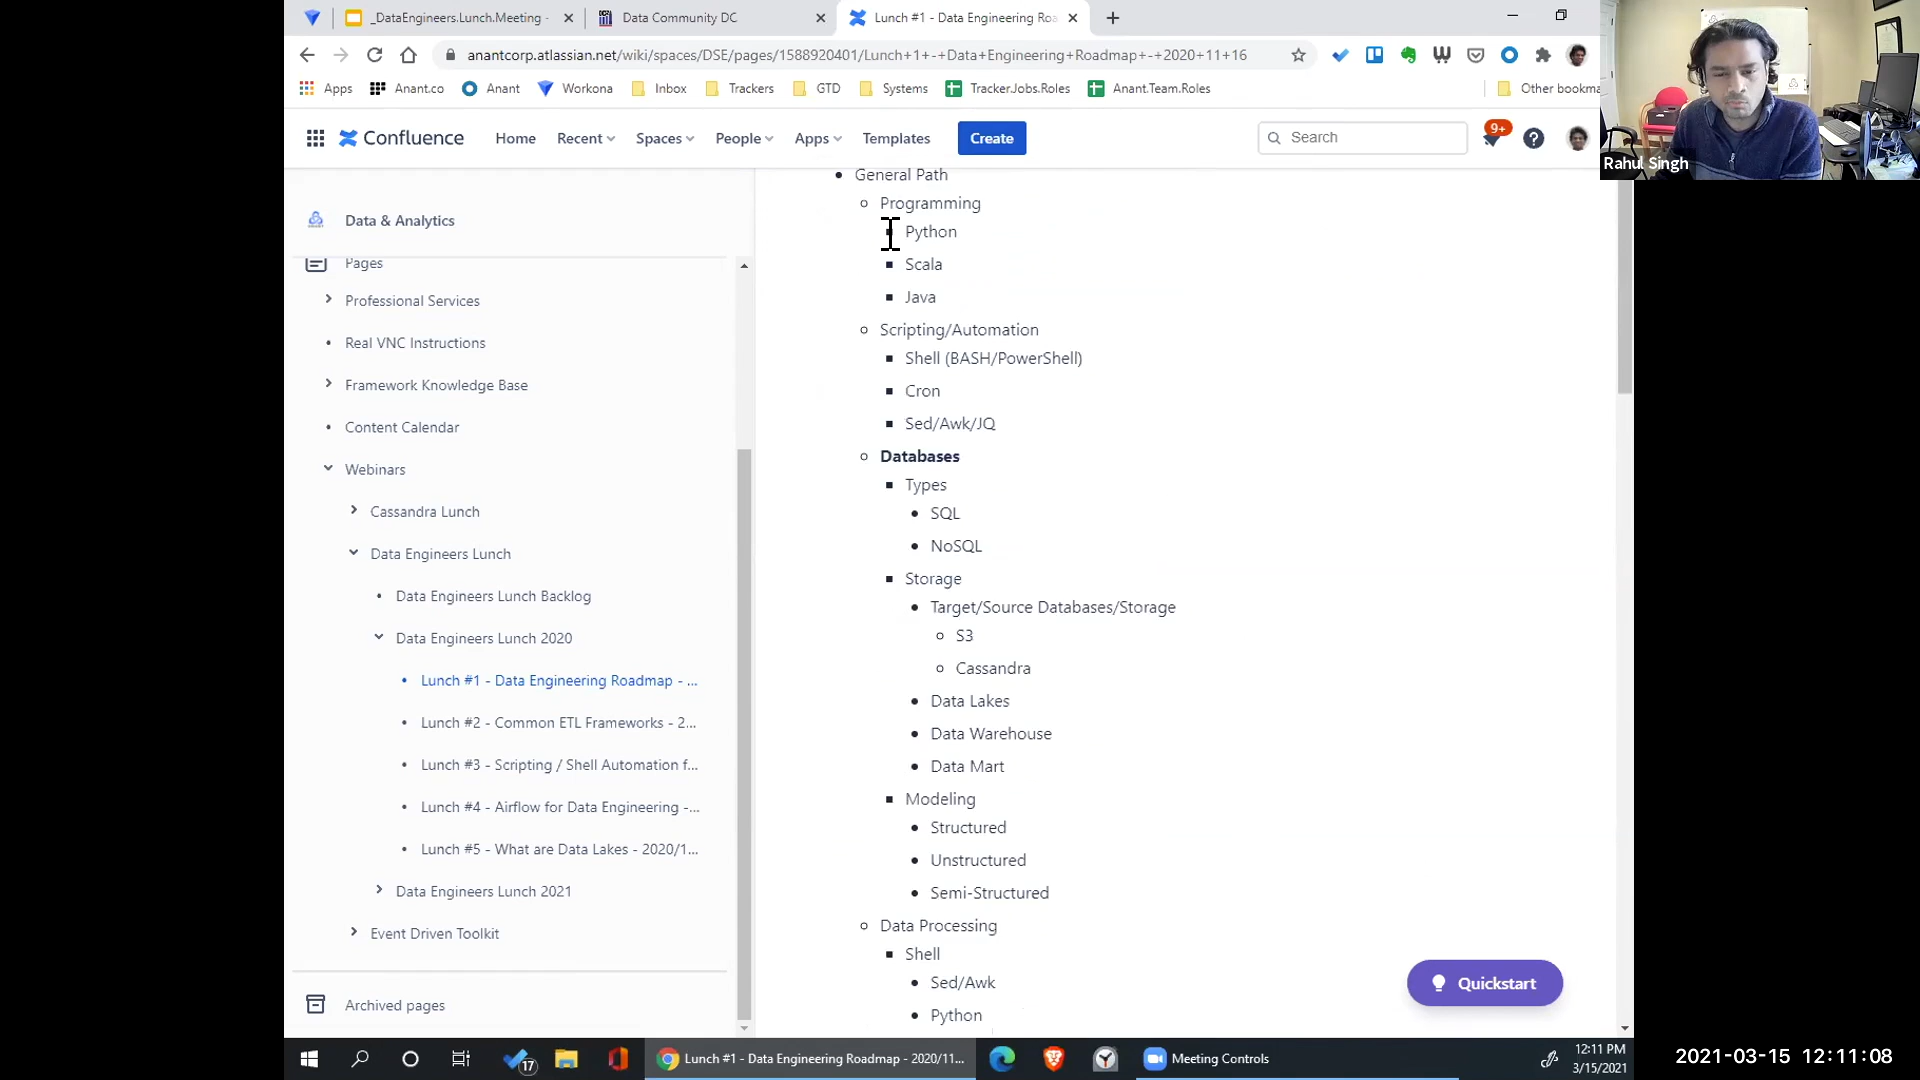 _DataEngineers.Lunch.Meeting -
Data Community DC
Lunch #1 - Data Engineering Roa
anantcorp.atlassian.net/wiki/spaces/DSE/pages/1588920401/Lunch+1+-+Data+Engineering+Roadmap+-+2020+11+16
Apps
Anant.co
Anant
Workona
Inbox
Trackers
GTD
Systems
Tracker.Jobs.Roles
Anant.Team.Roles
Other bookma
Rahul Singh
Confluence
Home
Recent
Spaces
People
Apps
Templates
Create
Search
9+
Data & Analytics
Pages
Professional Services
Real VNC Instructions
Framework Knowledge Base
Content Calendar
Webinars
Cassandra Lunch
Data Engineers Lunch
Data Engineers Lunch Backlog
Data Engineers Lunch 2020
Lunch #1 - Data Engineering Roadmap - ...
Lunch #2 - Common ETL Frameworks - 2...
Lunch #3 - Scripting / Shell Automation f...
Lunch #4 - Airflow for Data Engineering -...
Lunch #5 - What are Data Lakes - 2020/1...
Data Engineers Lunch 2021
Event Driven Toolkit
Archived pages
General Path
Programming
Python
Scala
Java
Scripting/Automation
Shell (BASH/PowerShell)
Cron
Sed/Awk/JQ
Databases
Types
SQL
NoSQL
Storage
Target/Source Databases/Storage
S3
Cassandra
Data Lakes
Data Warehouse
Data Mart
Modeling
Structured
Unstructured
Semi-Structured
Data Processing
Shell
Sed/Awk
Python
Quickstart
17
Lunch #1 - Data Engineering Roadmap - 2020/11...
Meeting Controls
12:11 PM
3/15/2021
2021-03-15 12:11:08